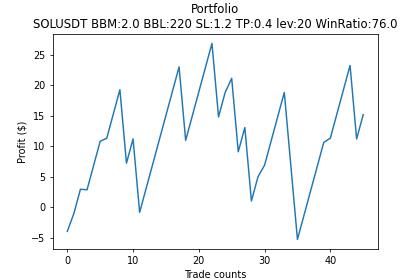 Portfolio
SOLUSDT BBM:2.0 BBL:220 SL:1.2 TP:0.4 lev:20 WinRatio:76.0
25
20
15
10
5
0
−5
Profit ($)
0 10 20 30 40
Trade counts